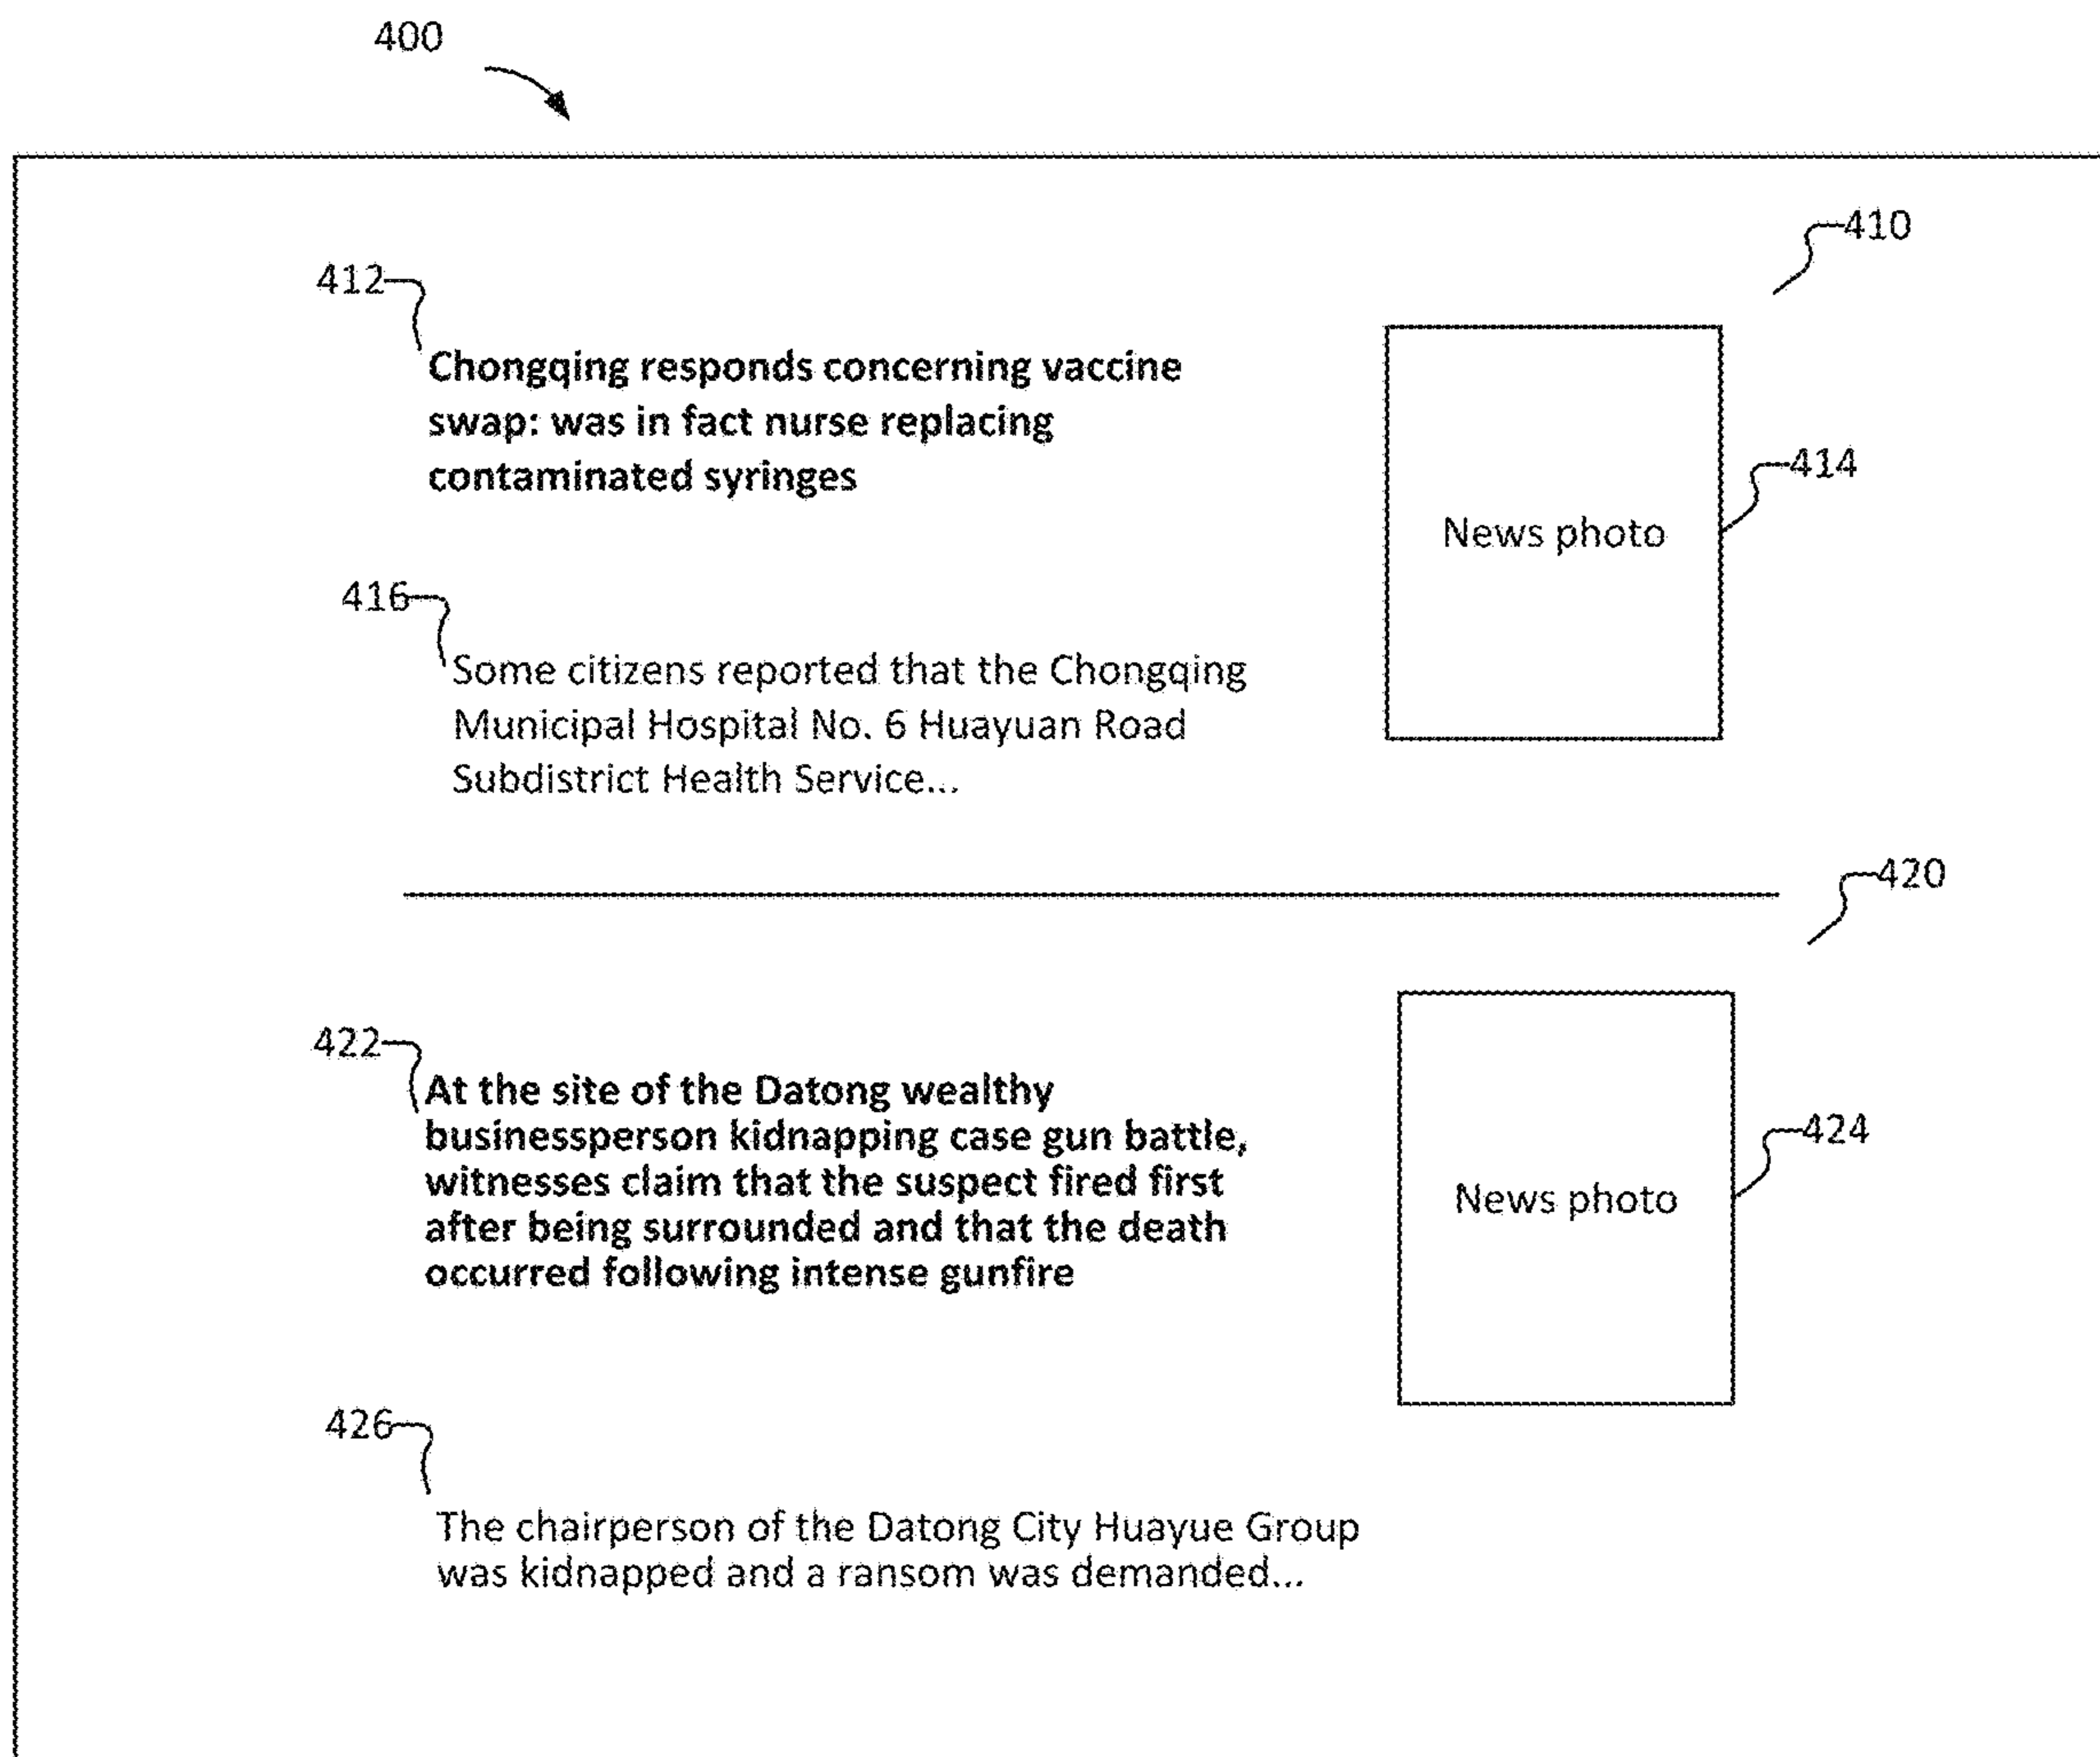 400
410
412
Chongqing responds concerning vaccine
swap: was in fact nurse replacing
contaminated syringes
414
News photo
416
Some citizens reported that the Chongqing
Municipal Hospital No. 6 Huayuan Road
Subdistrict Health Service...
420
422
At the site of the Datong wealthy
businessperson kidnapping case gun battle,
witnesses claim that the suspect fired first
after being surrounded and that the death
occurred following intense gunfire
424
News photo
426
The chairperson of the Datong City Huayue Group
was kidnapped and a ransom was demanded...